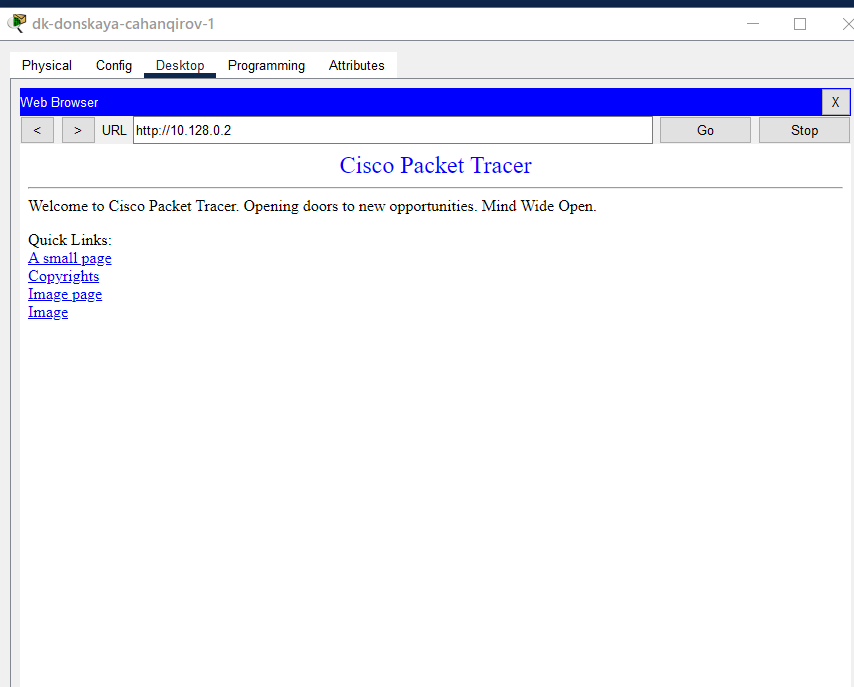 dk-donskaya-cahanqirov-1
Physical Config Desktop Programming Attributes
Web Browser X
< > URL http://10.128.0.2 Go Stop
Cisco Packet Tracer
Welcome to Cisco Packet Tracer. Opening doors to new opportunities. Mind Wide Open.
Quick Links:
A small page
Copyrights
Image page
Image